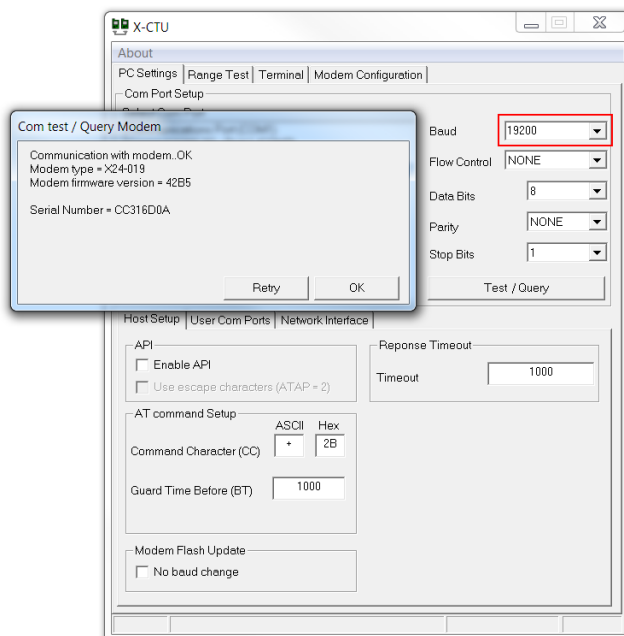 X-CTU
About
PC Settings Range Test Terminal Modem Configuration
Com Port Setup
Com test / Query Modem
Communication with modem..OK
Modem type = X24-019
Modem firmware version = 42B5
Serial Number = CC316D0A
Retry OK
Baud 19200
Flow Control NONE
Data Bits 8
Parity NONE
Stop Bits 1
Test / Query
Host Setup User Com Ports Network Interface
API
Enable API
Use escape characters (ATAP = 2)
Reponse Timeout
Timeout 1000
AT command Setup
ASCII Hex
Command Character (CC) + 2B
Guard Time Before (BT) 1000
Modem Flash Update
No baud change